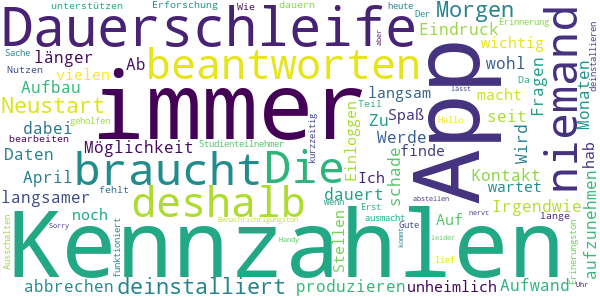 unterstützen Erforschung dauern Wie heute Der Erinnerung
Dauerschleife Morgen
Sache aber Eindruck deinstallieren
länger Ab beantworten wichtig
Nutzen vielen langsam wohl Da
Aufbau immer App niemand
Neustart Zu Spaß macht seit Fragen Monaten
bearbeiten geholfen Teil Hallo lässt
dabei Studienteilnehmer kurzzeitig Einloggen Werde Wird
Daten Möglichkeit Ich finde hab
April fehlt braucht Die schade Kontakt wartet aufzunehmen
langsamer deshalb dauert Irgendwie
noch wenn Erst abstellen Auf lange
Ausschalten Kennzahlen Stellen
Benachrichtigungston ausmacht Gute nervt Erinerungston
funktioniert Sorry Handy leider kommt lief Aufwand Uhr
abbrechen deinstalliert produzieren unheimlich